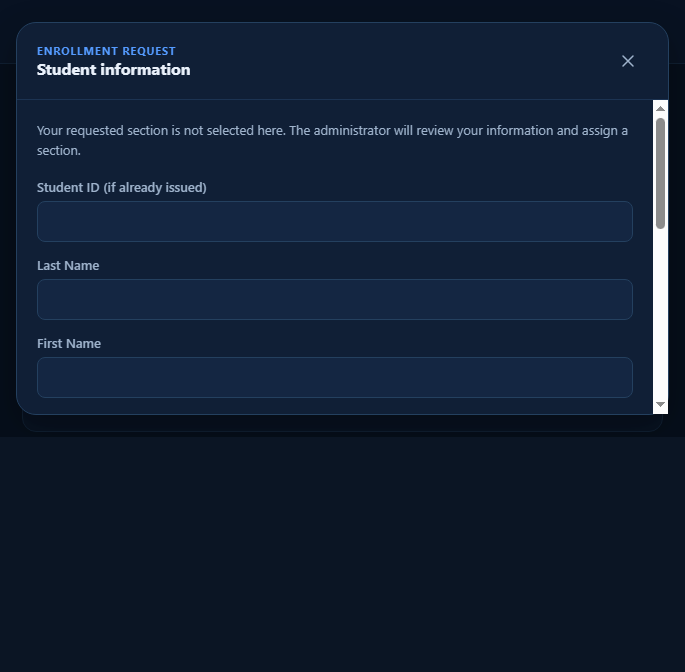 ENROLLMENT REQUEST
Student information
Your requested section is not selected here. The administrator will review your information and assign a
section.
Student ID (if already issued)
Last Name
First Name